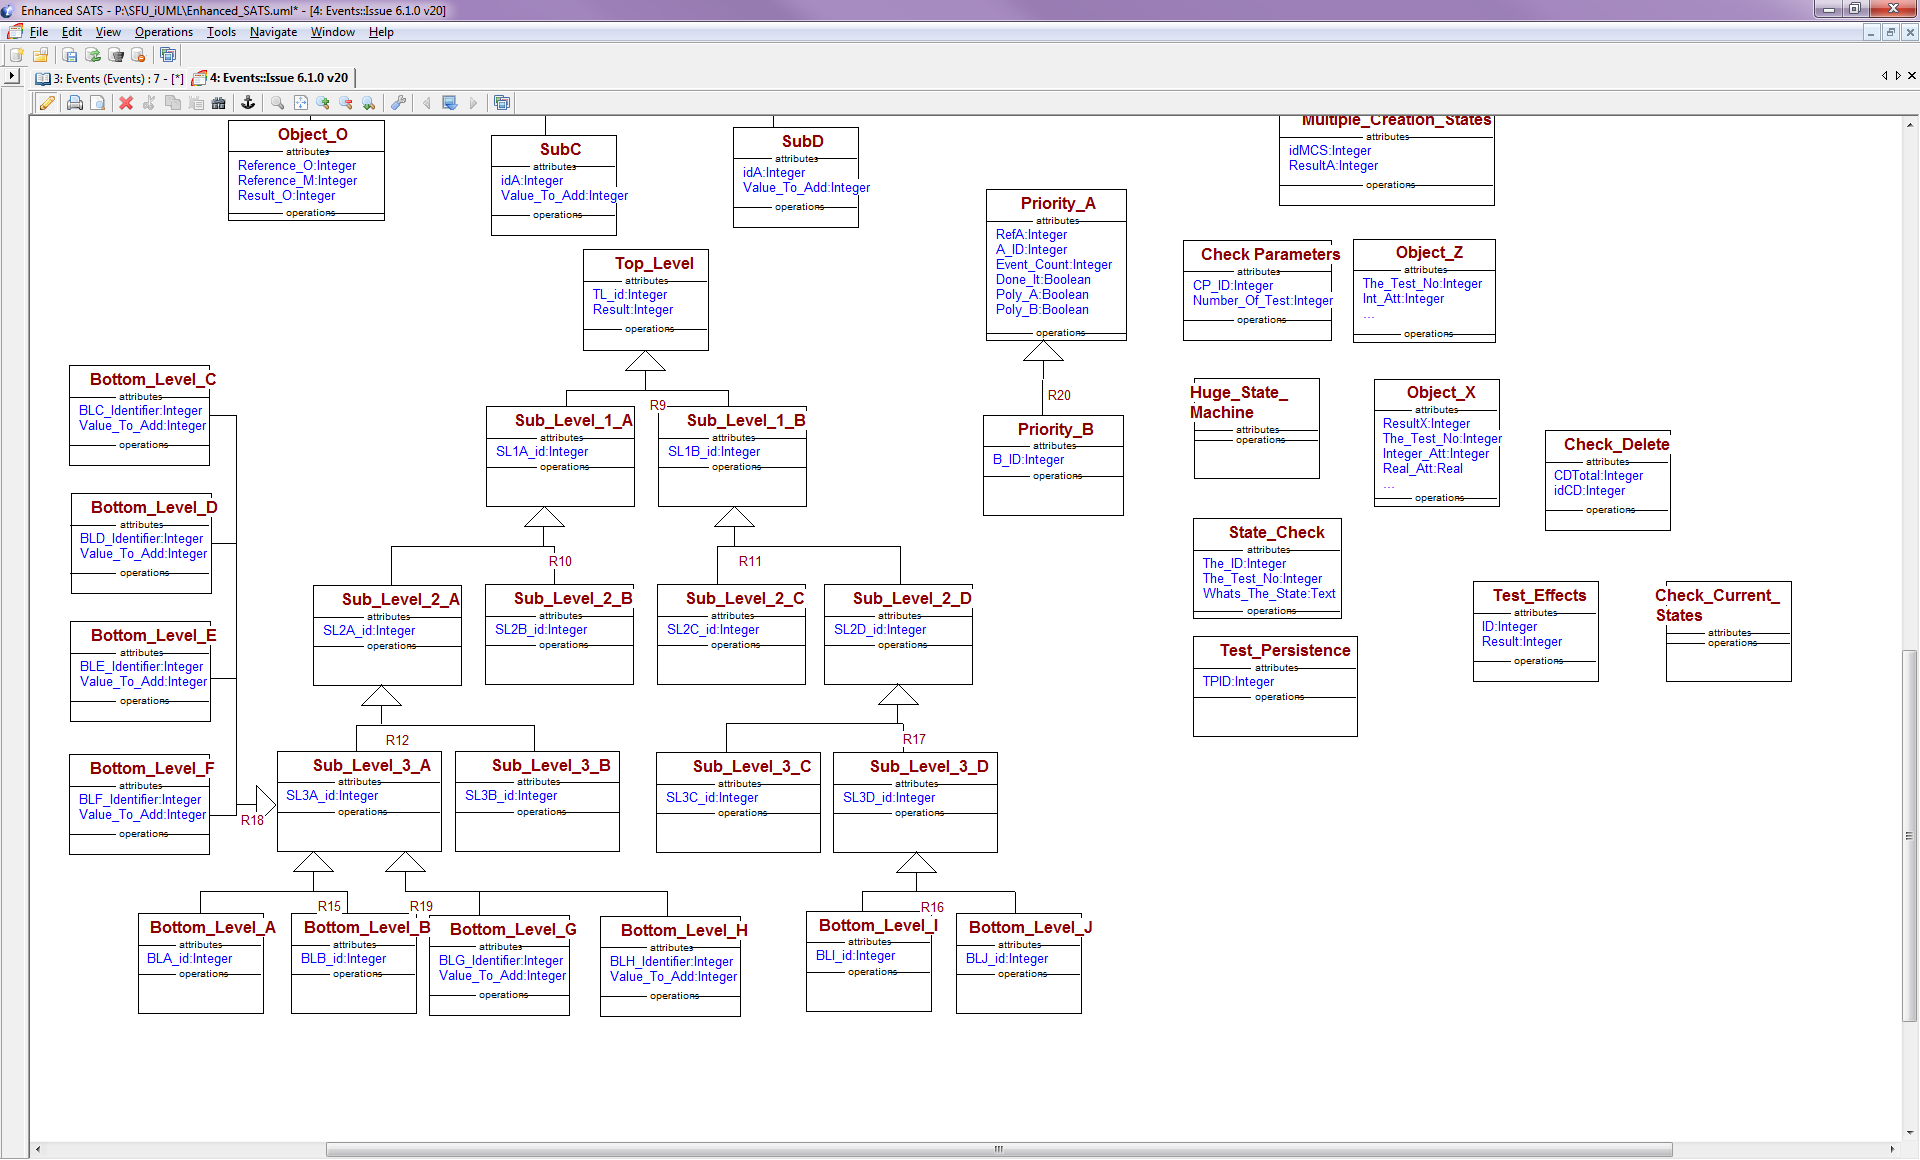 Enhanced SATS - P:\SFU_iUML\Enhanced_SATS.uml* - [4: Events::Issue 6.1.0 v20]
File Edit View Operations Tools Navigate Window Help
3: Events (Events) : 7 - [*] 4: Events::Issue 6.1.0 v20
Object_O
attributes
Reference_O:Integer
Reference_M:Integer
Result_O:Integer
operations
SubC
attributes
idA:Integer
Value_To_Add:Integer
operations
SubD
attributes
idA:Integer
Value_To_Add:Integer
operations
Multiple_Creation_States
attributes
idMCS:Integer
ResultA:Integer
operations
Priority_A
attributes
RefA:Integer
A_ID:Integer
Event_Count:Integer
Done_It:Boolean
Poly_A:Boolean
Poly_B:Boolean
operations
Check Parameters
attributes
CP_ID:Integer
Number_Of_Test:Integer
operations
Object_Z
attributes
The_Test_No:Integer
Int_Att:Integer
...
operations
Top_Level
attributes
TL_id:Integer
Result:Integer
operations
R9
R20
Bottom_Level_C
attributes
BLC_Identifier:Integer
Value_To_Add:Integer
operations
Sub_Level_1_A
attributes
SL1A_id:Integer
operations
Sub_Level_1_B
attributes
SL1B_id:Integer
operations
Priority_B
attributes
B_ID:Integer
operations
Huge_State_
Machine
attributes
operations
Object_X
attributes
ResultX:Integer
The_Test_No:Integer
Integer_Att:Integer
Real_Att:Real
...
operations
Check_Delete
attributes
CDTotal:Integer
idCD:Integer
operations
Bottom_Level_D
attributes
BLD_Identifier:Integer
Value_To_Add:Integer
operations
R10
R11
State_Check
attributes
The_ID:Integer
The_Test_No:Integer
Whats_The_State:Text
operations
Sub_Level_2_A
attributes
SL2A_id:Integer
operations
Sub_Level_2_B
attributes
SL2B_id:Integer
operations
Sub_Level_2_C
attributes
SL2C_id:Integer
operations
Sub_Level_2_D
attributes
SL2D_id:Integer
operations
Test_Effects
attributes
ID:Integer
Result:Integer
operations
Check_Current_
States
attributes
operations
Bottom_Level_E
attributes
BLE_Identifier:Integer
Value_To_Add:Integer
operations
Test_Persistence
attributes
TPID:Integer
operations
R12
R17
Bottom_Level_F
attributes
BLF_Identifier:Integer
Value_To_Add:Integer
operations
R18
Sub_Level_3_A
attributes
SL3A_id:Integer
operations
Sub_Level_3_B
attributes
SL3B_id:Integer
operations
Sub_Level_3_C
attributes
SL3C_id:Integer
operations
Sub_Level_3_D
attributes
SL3D_id:Integer
operations
R15
R19
R16
Bottom_Level_A
attributes
BLA_id:Integer
operations
Bottom_Level_B
attributes
BLB_id:Integer
operations
Bottom_Level_G
attributes
BLG_Identifier:Integer
Value_To_Add:Integer
operations
Bottom_Level_H
attributes
BLH_Identifier:Integer
Value_To_Add:Integer
operations
Bottom_Level_I
attributes
BLI_id:Integer
operations
Bottom_Level_J
attributes
BLJ_id:Integer
operations